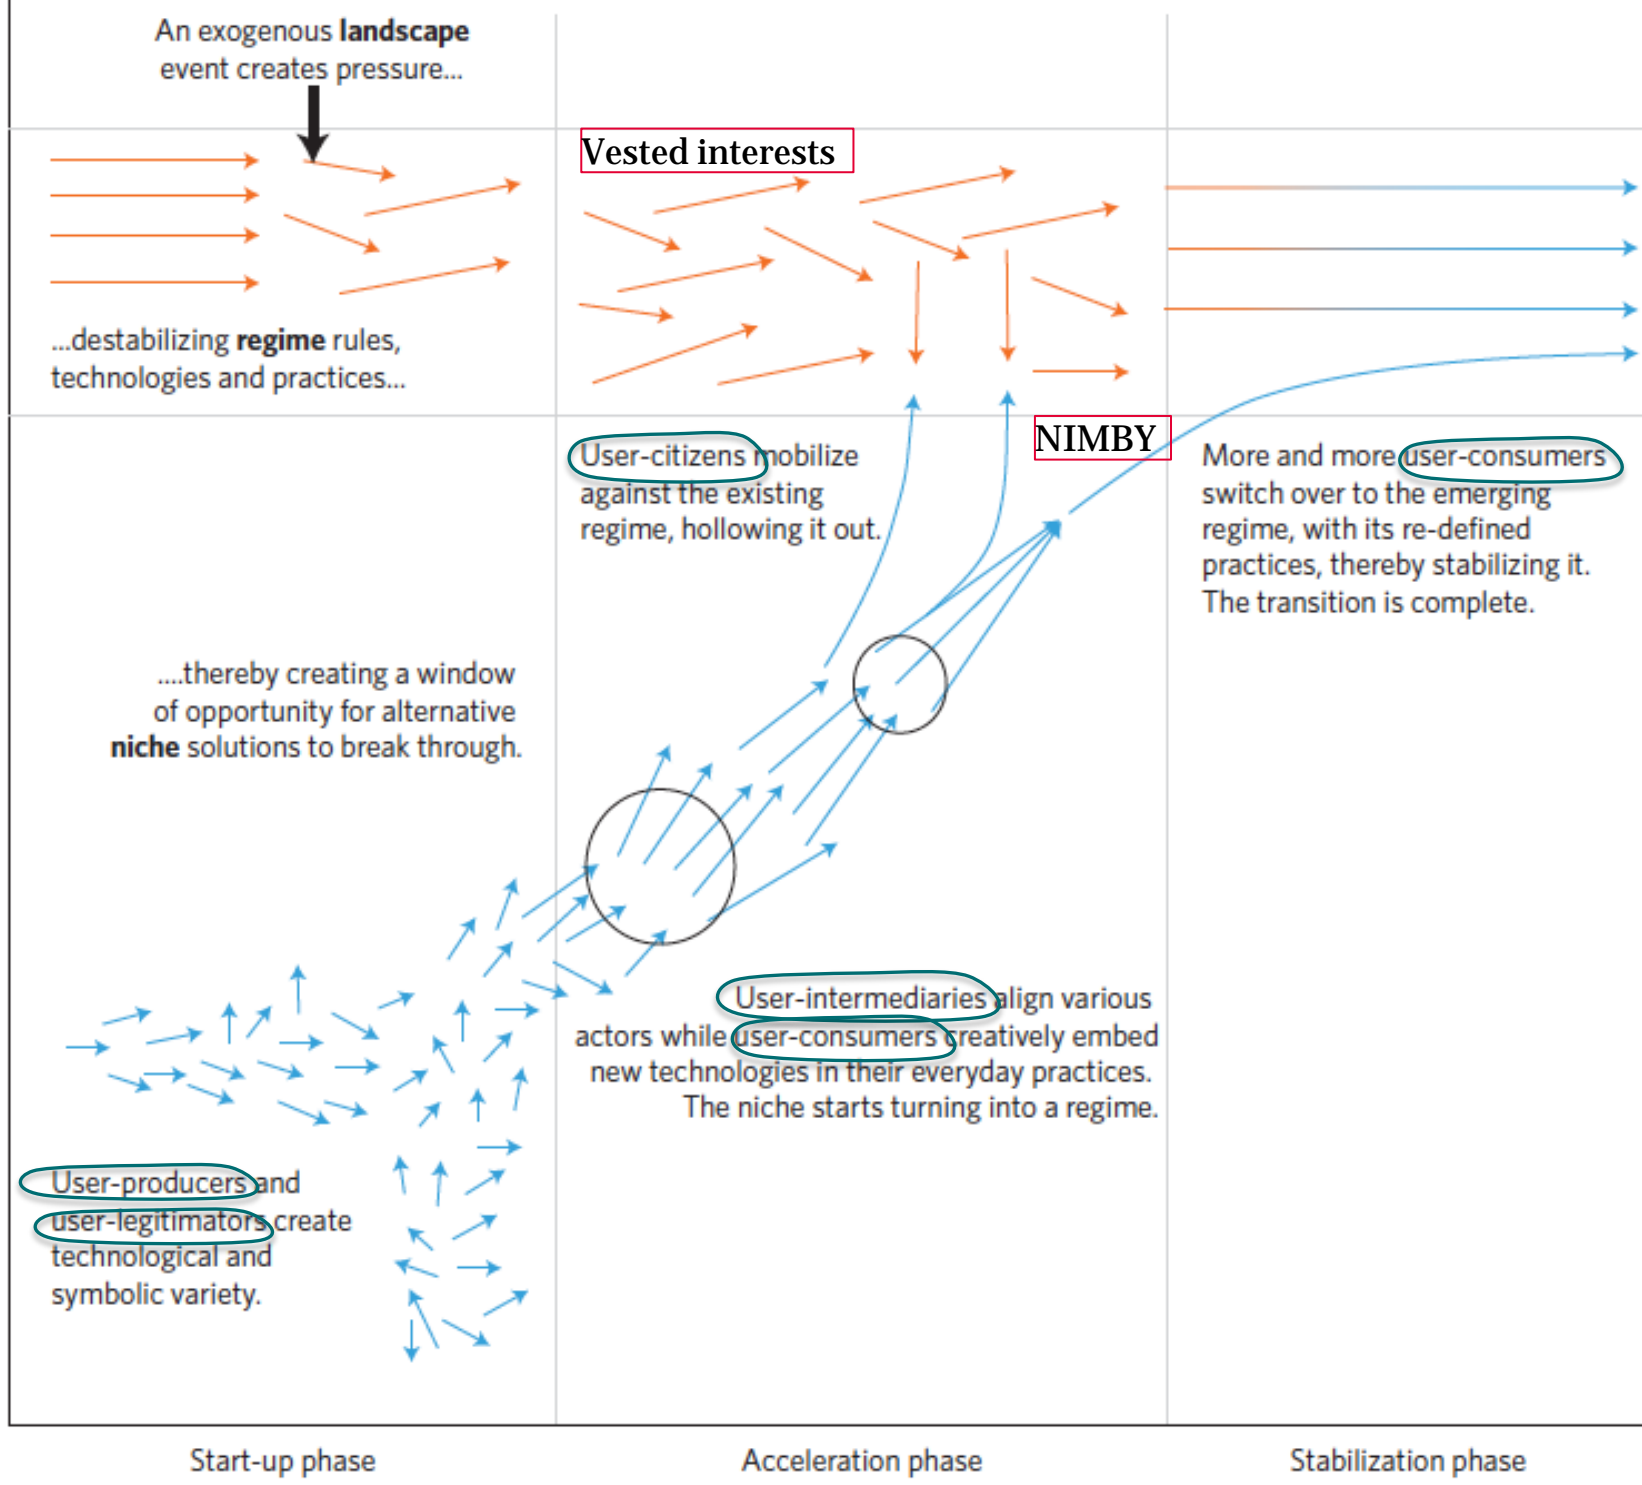 An exogenous landscape
event creates pressure...
...destabilizing regime rules,
technologies and practices...
....thereby creating a window
of opportunity for alternative
niche solutions to break through.
User-producers and
user-legitimators create
technological and
symbolic variety.
Vested interests
User-citizens mobilize
against the existing
regime, hollowing it out.
NIMBY
User-intermediaries align various
actors while user-consumers creatively embed
new technologies in their everyday practices.
The niche starts turning into a regime.
More and more user-consumers
switch over to the emerging
regime, with its re-defined
practices, thereby stabilizing it.
The transition is complete.
Start-up phase
Acceleration phase
Stabilization phase